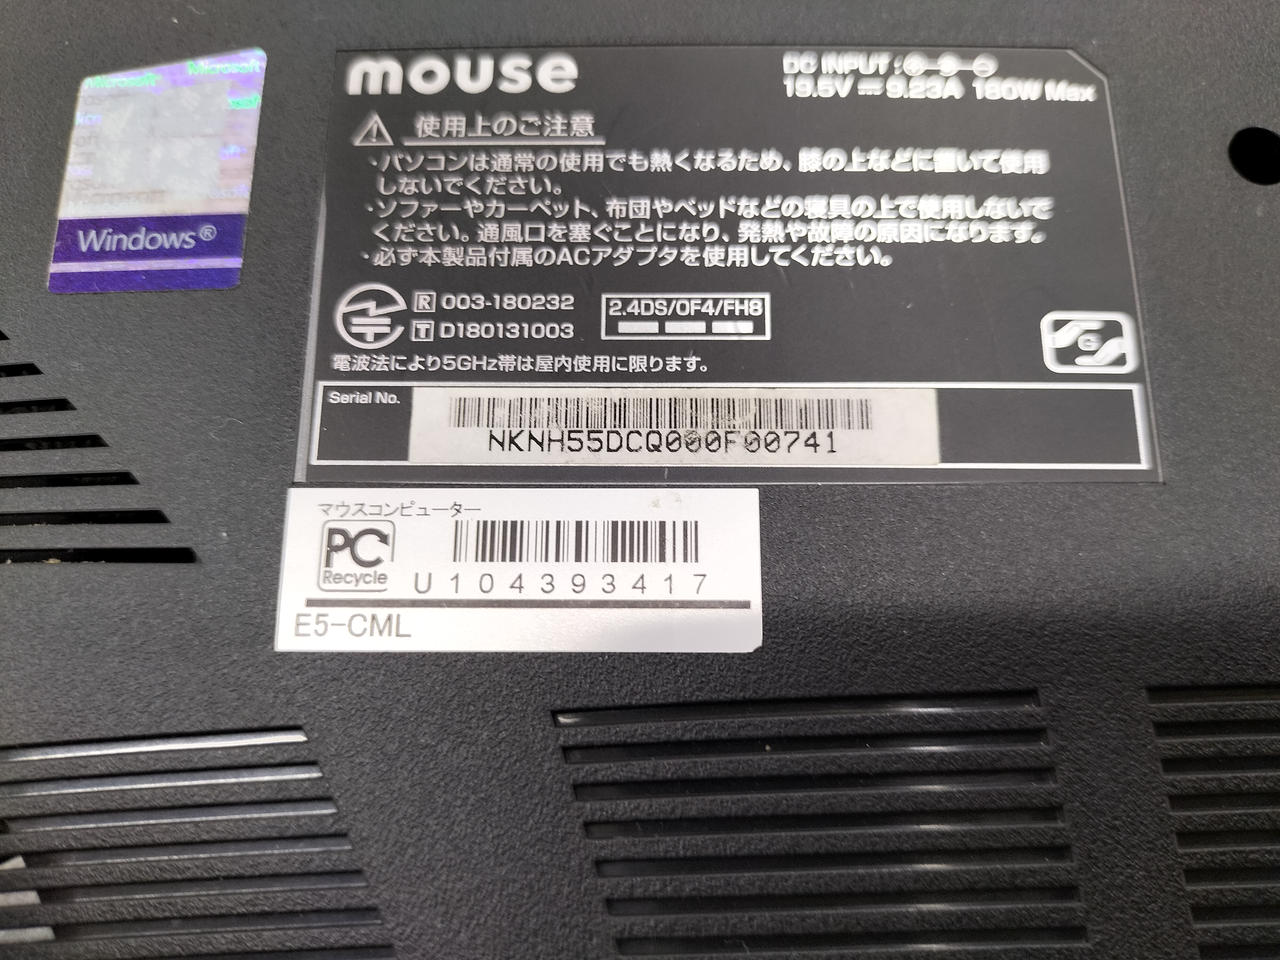 Microsoft Microsoft
Windows®
mouse
DC INPUT :
19.5V ⎓ 9.23A 180W Max
使用上のご注意
・パソコンは通常の使用でも熱くなるため、膝の上などに置いて使用
しないでください。
・ソファーやカーペット、布団やベッドなどの寝具の上で使用しないで
ください。通風口を塞ぐことになり、発熱や故障の原因になります。
・必ず本製品付属のACアダプタを使用してください。
R 003-180232
T D180131003
2.4DS/OF4/FH8
電波法により5GHz帯は屋内使用に限ります。
G
Serial No.
NKNH55DCQ000F00741
マウスコンピューター
PC
Recycle
U104393417
E5-CML